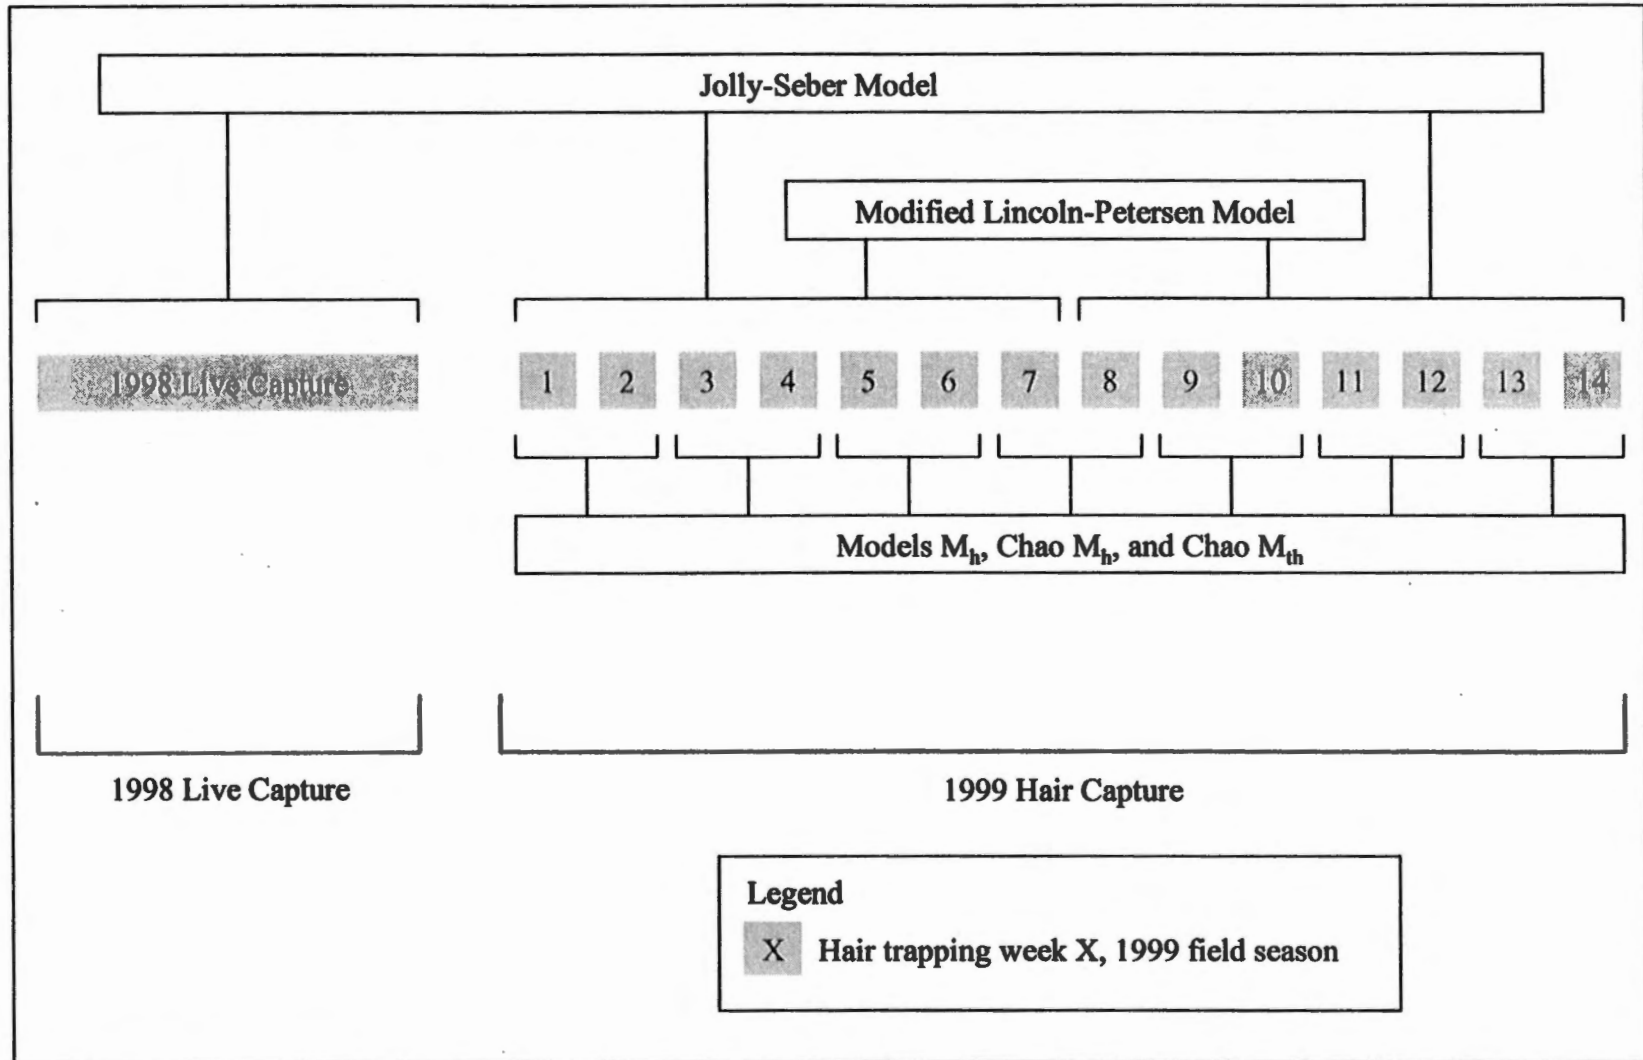 Jolly-Seber Model
Modified Lincoln-Petersen Model
1998 Live Capture
1 2 3 4 5 6 7 8 9 10 11 12 13 14
Models Mh, Chao Mh, and Chao Mth
1998 Live Capture
1999 Hair Capture
Legend
X Hair trapping week X, 1999 field season